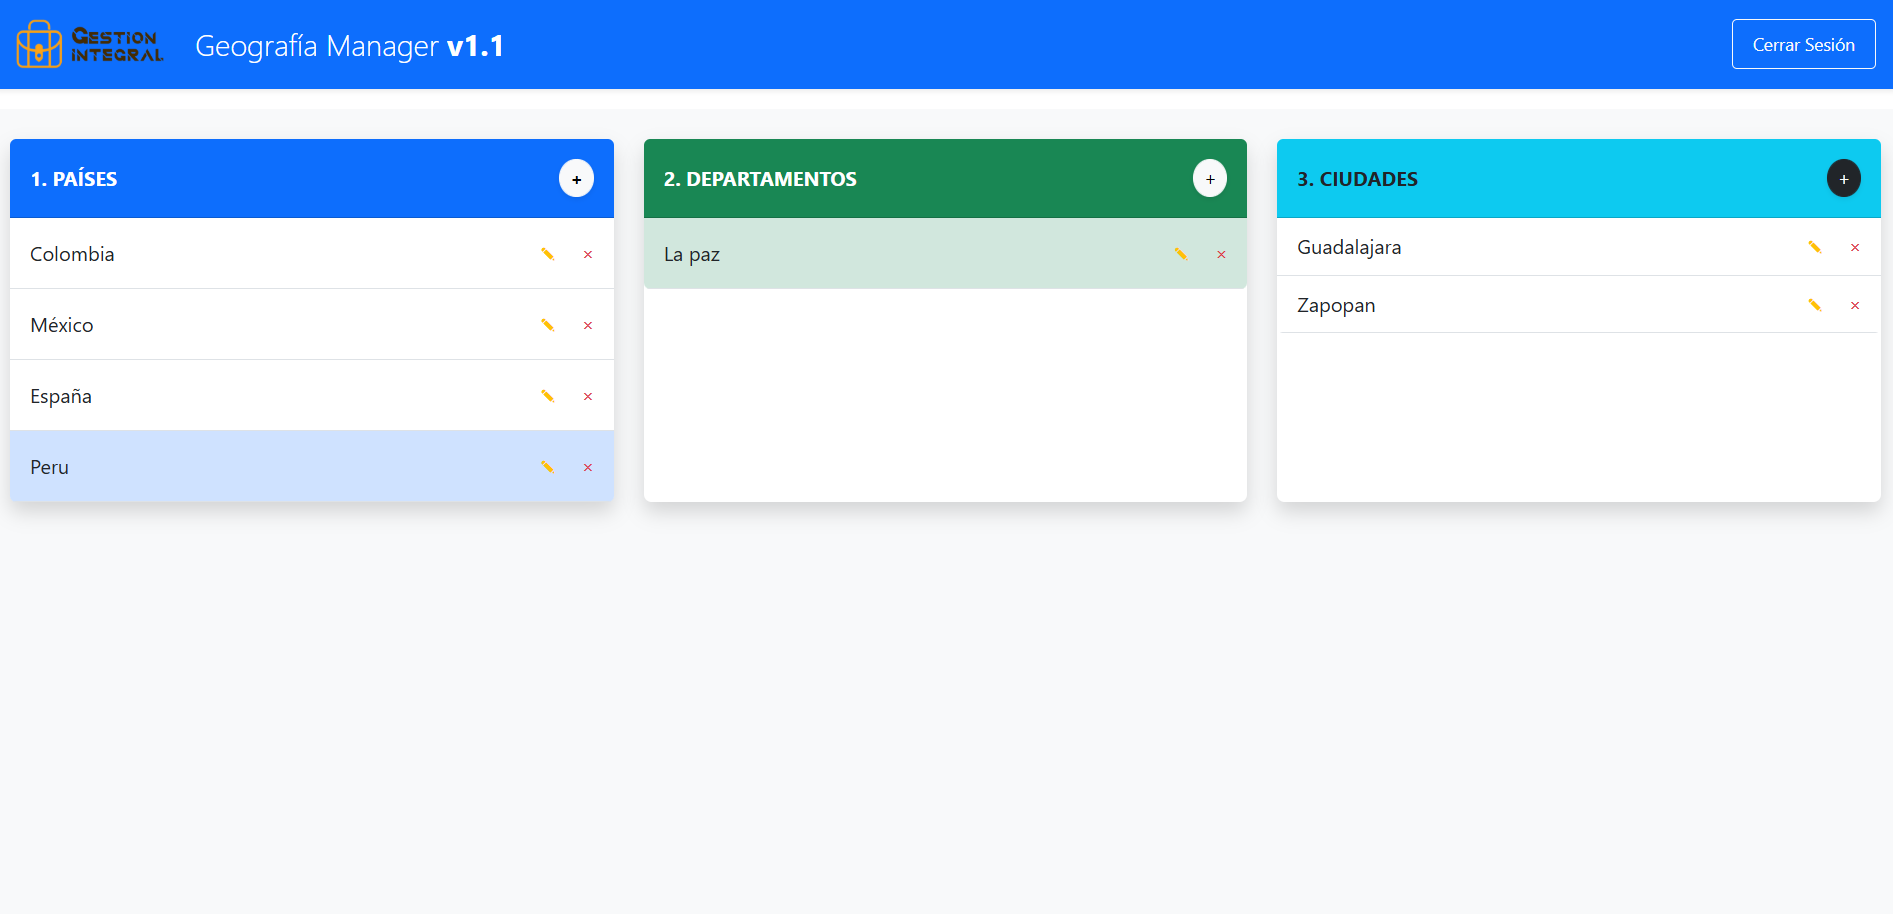 GESTION
INTEGRAL
Geografía Manager v1.1
Cerrar Sesión
1. PAÍSES +
Colombia ×
México ×
España ×
Peru ×
2. DEPARTAMENTOS +
La paz ×
3. CIUDADES +
Guadalajara ×
Zapopan ×